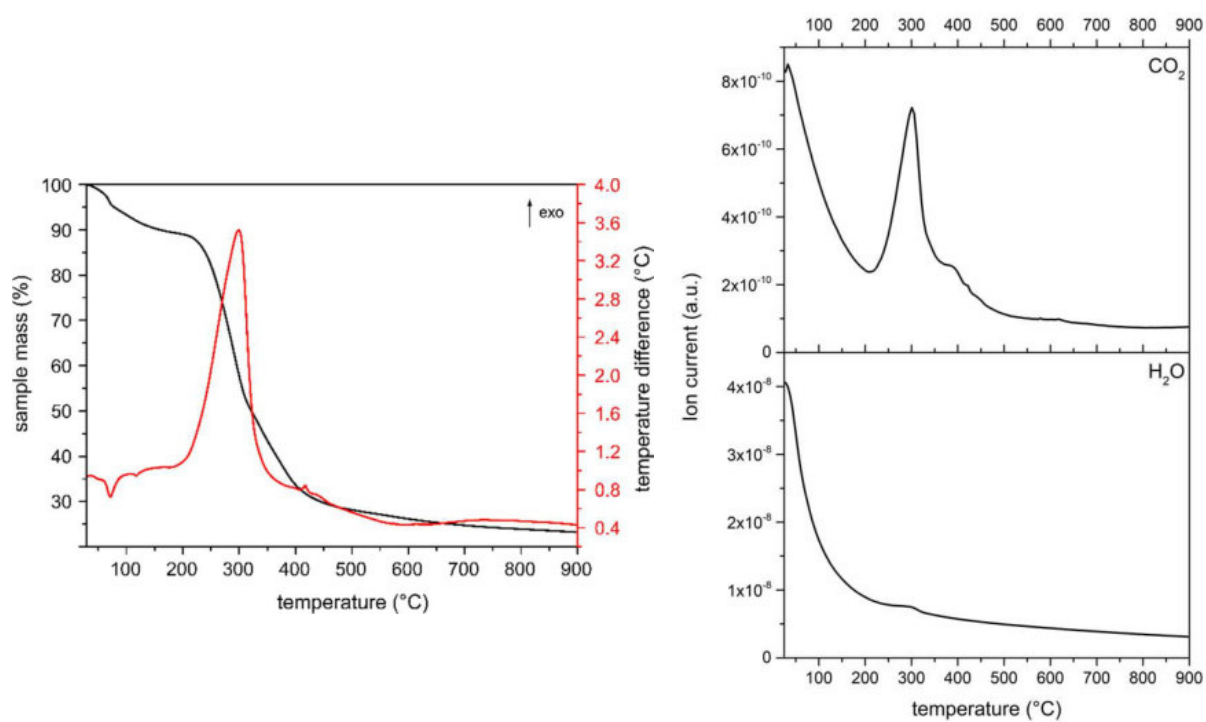 100
90
80
70
60
50
40
30
sample mass (%)
100 200 300 400 500 600 700 800 900
temperature (°C)
4.0
3.6
3.2
2.8
2.4
2.0
1.6
1.2
0.8
0.4
temperature difference (°C)
exo
100 200 300 400 500 600 700 800 900
CO₂
8x10⁻¹⁰
6x10⁻¹⁰
4x10⁻¹⁰
2x10⁻¹⁰
0
Ion current (a.u.)
H₂O
4x10⁻⁸
3x10⁻⁸
2x10⁻⁸
1x10⁻⁸
0
100 200 300 400 500 600 700 800 900
temperature (°C)